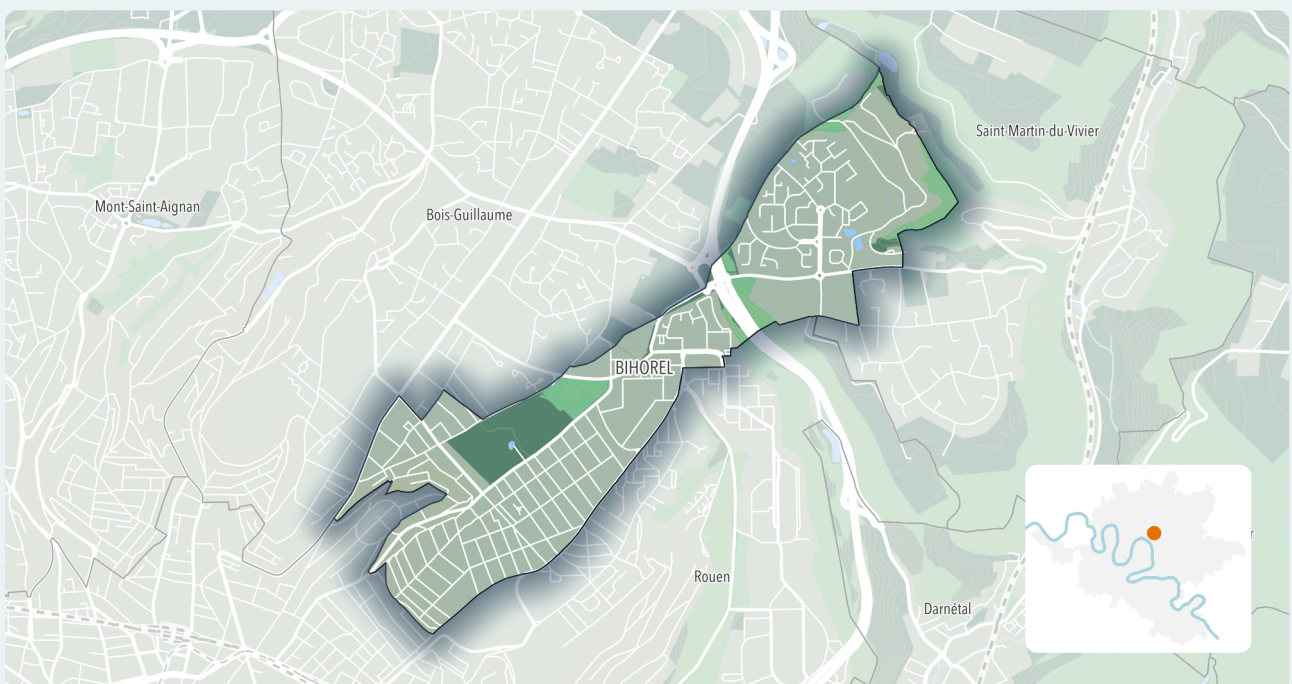 Saint-Martin-du-Vivier
Mont-Saint-Aignan
Bois-Guillaume
BIHOREL
Rouen
Darnétal
r